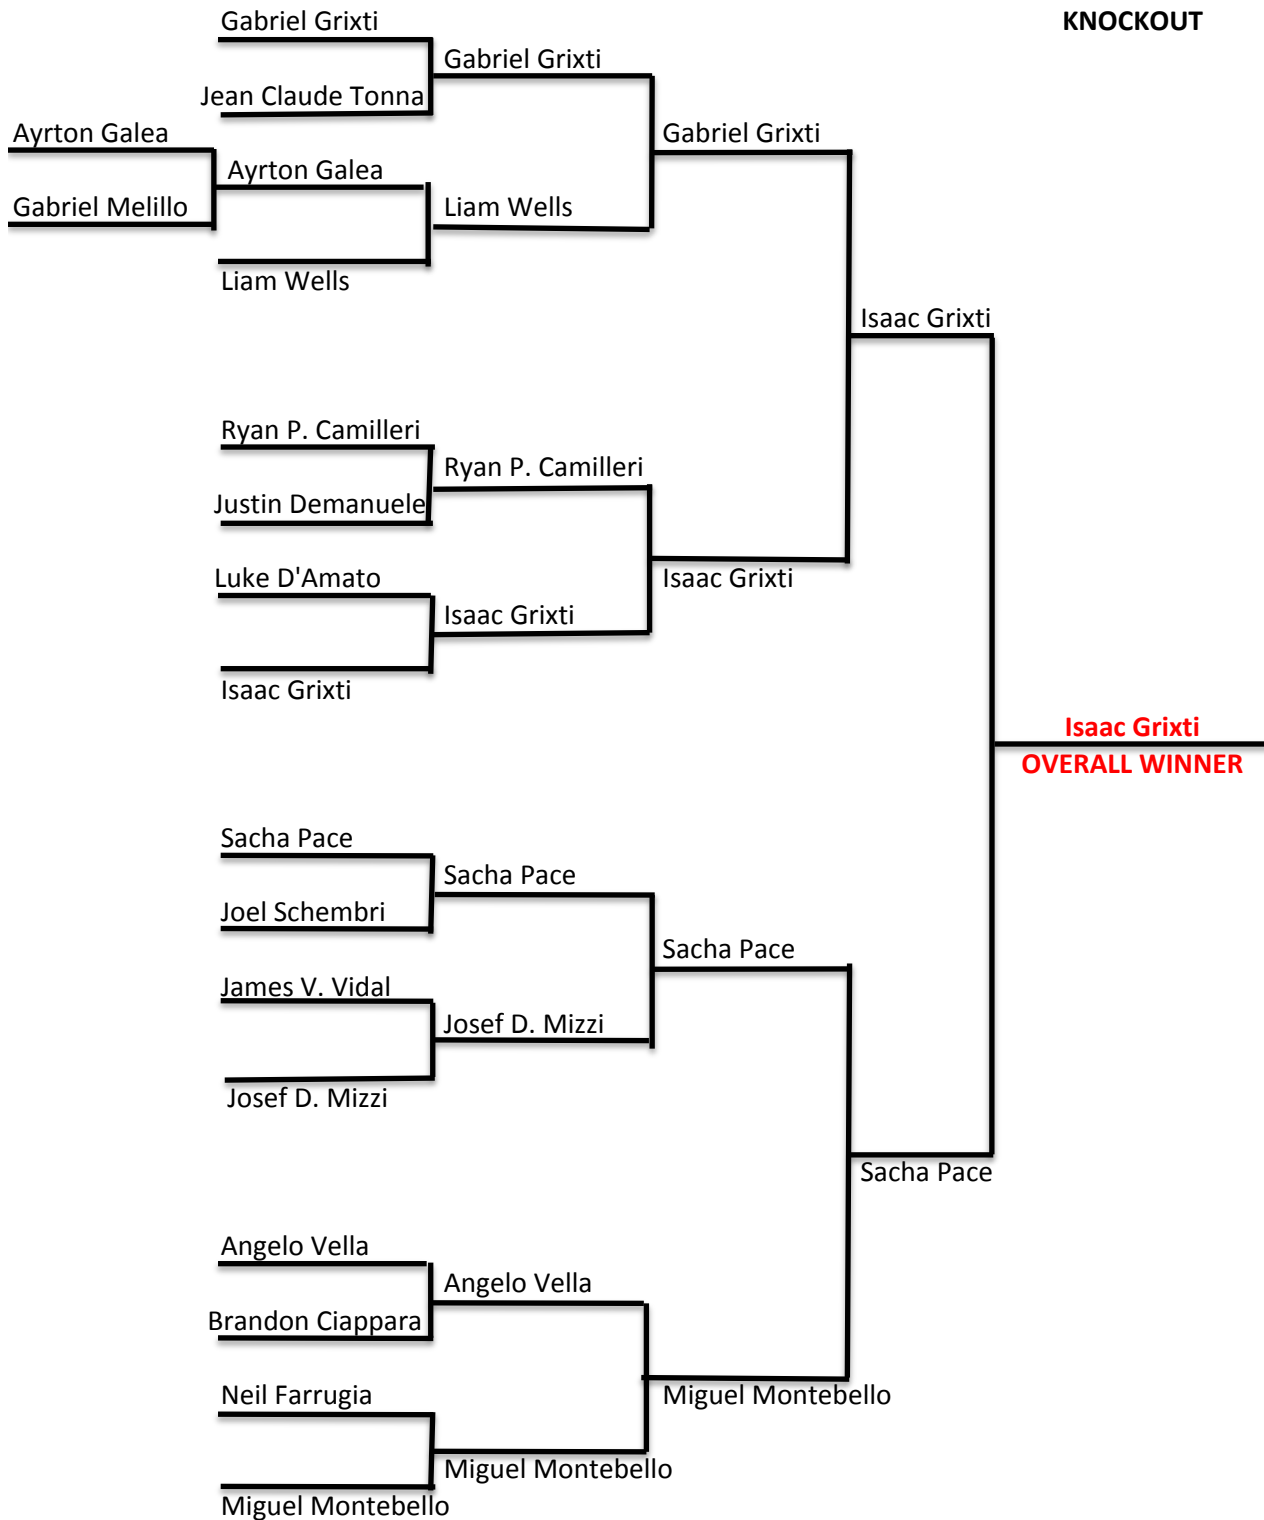 KNOCKOUT
Gabriel Grixti
Gabriel Grixti
Jean Claude Tonna
Ayrton Galea
Gabriel Grixti
Ayrton Galea
Gabriel Melillo
Liam Wells
Liam Wells
Isaac Grixti
Ryan P. Camilleri
Ryan P. Camilleri
Justin Demanuele
Luke D'Amato
Isaac Grixti
Isaac Grixti
Isaac Grixti
Isaac Grixti
OVERALL WINNER
Sacha Pace
Sacha Pace
Joel Schembri
Sacha Pace
James V. Vidal
Josef D. Mizzi
Josef D. Mizzi
Sacha Pace
Angelo Vella
Angelo Vella
Brandon Ciappara
Neil Farrugia
Miguel Montebello
Miguel Montebello
Miguel Montebello